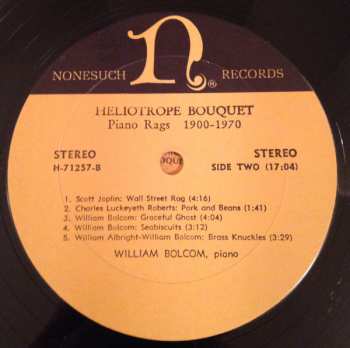 NONESUCH n. RECORDS
HELIOTROPE BOUQUET
Piano Rags 1900-1970
STEREO STEREO
H-71257-B SIDE TWO (17:04)
1. Scott Joplin: Wall Street Rag (4:16)
2. Charles Luckeyeth Roberts: Pork and Beans (1:41)
3. William Bolcom: Graceful Ghost (4:04)
4. William Bolcom: Seabiscuits (3:12)
5. William Albright-William Bolcom: Brass Knuckles (3:29)
WILLIAM BOLCOM, piano